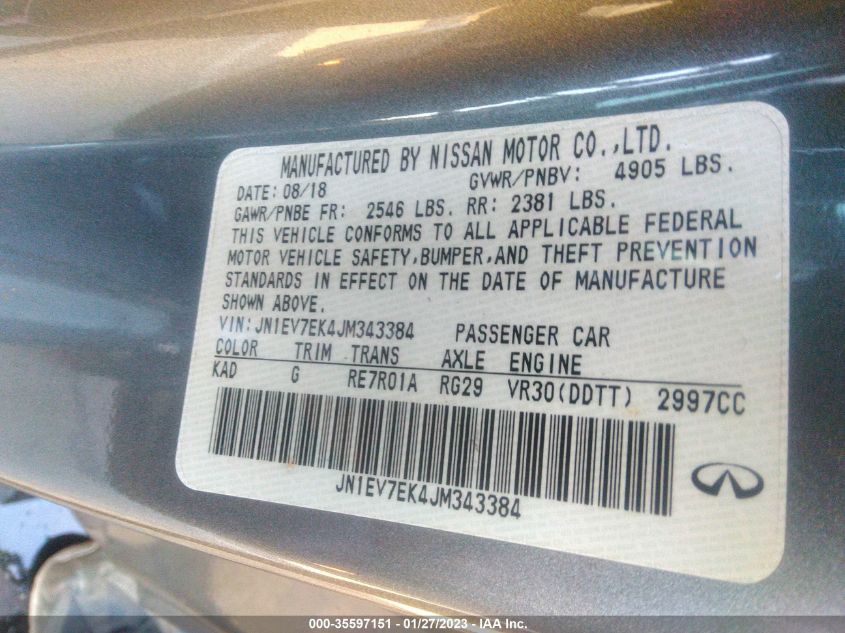 MANUFACTURED BY NISSAN MOTOR CO.,LTD.
DATE: 08/18 GVWR/PNBV: 4905 LBS.
GAWR/PNBE FR: 2546 LBS. RR: 2381 LBS.
THIS VEHICLE CONFORMS TO ALL APPLICABLE FEDERAL
MOTOR VEHICLE SAFETY,BUMPER,AND THEFT PREVENTION
STANDARDS IN EFFECT ON THE DATE OF MANUFACTURE
SHOWN ABOVE.
VIN:JN1EV7EK4JM343384 PASSENGER CAR
COLOR TRIM TRANS AXLE ENGINE
KAD G RE7R01A RG29 VR30(DDTT) 2997CC
JN1EV7EK4JM343384
000-35597151 - 01/27/2023 - IAA Inc.